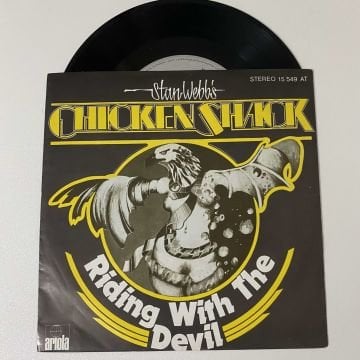 Stan Webb's
STEREO 15 549 AT
CHICKEN SHACK
Riding With The
Devil
ariola